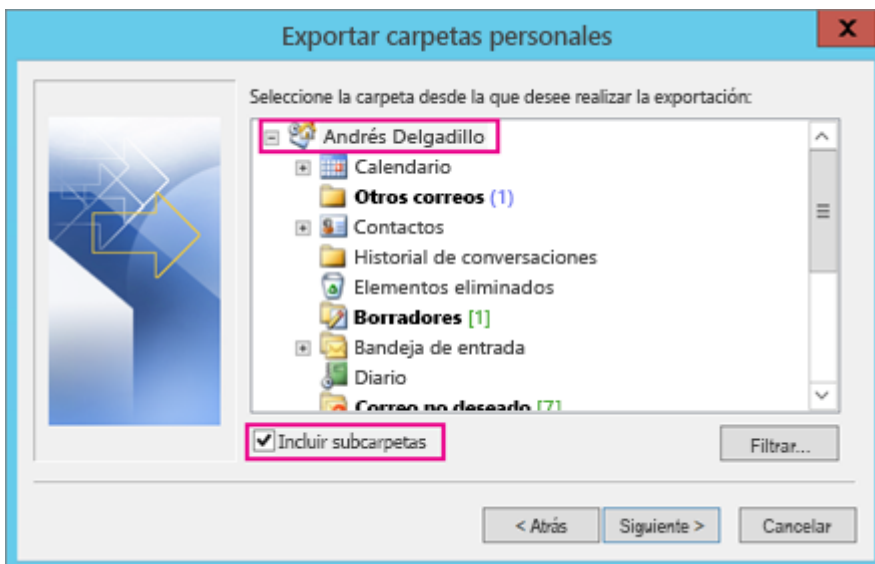 Exportar carpetas personales
Seleccione la carpeta desde la que desee realizar la exportación:
Andrés Delgadillo
Calendario
Otros correos (1)
Contactos
Historial de conversaciones
Elementos eliminados
Borradores [1]
Bandeja de entrada
Diario
Correo no deseado [7]
Incluir subcarpetas
Filtrar...
< Atrás
Siguiente >
Cancelar